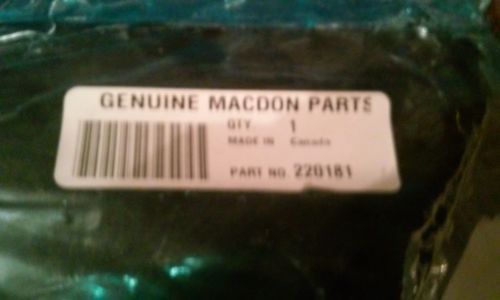 GENUINE MACDON PARTS
QTY. 1
MADE IN Canada
PART NO. 220181